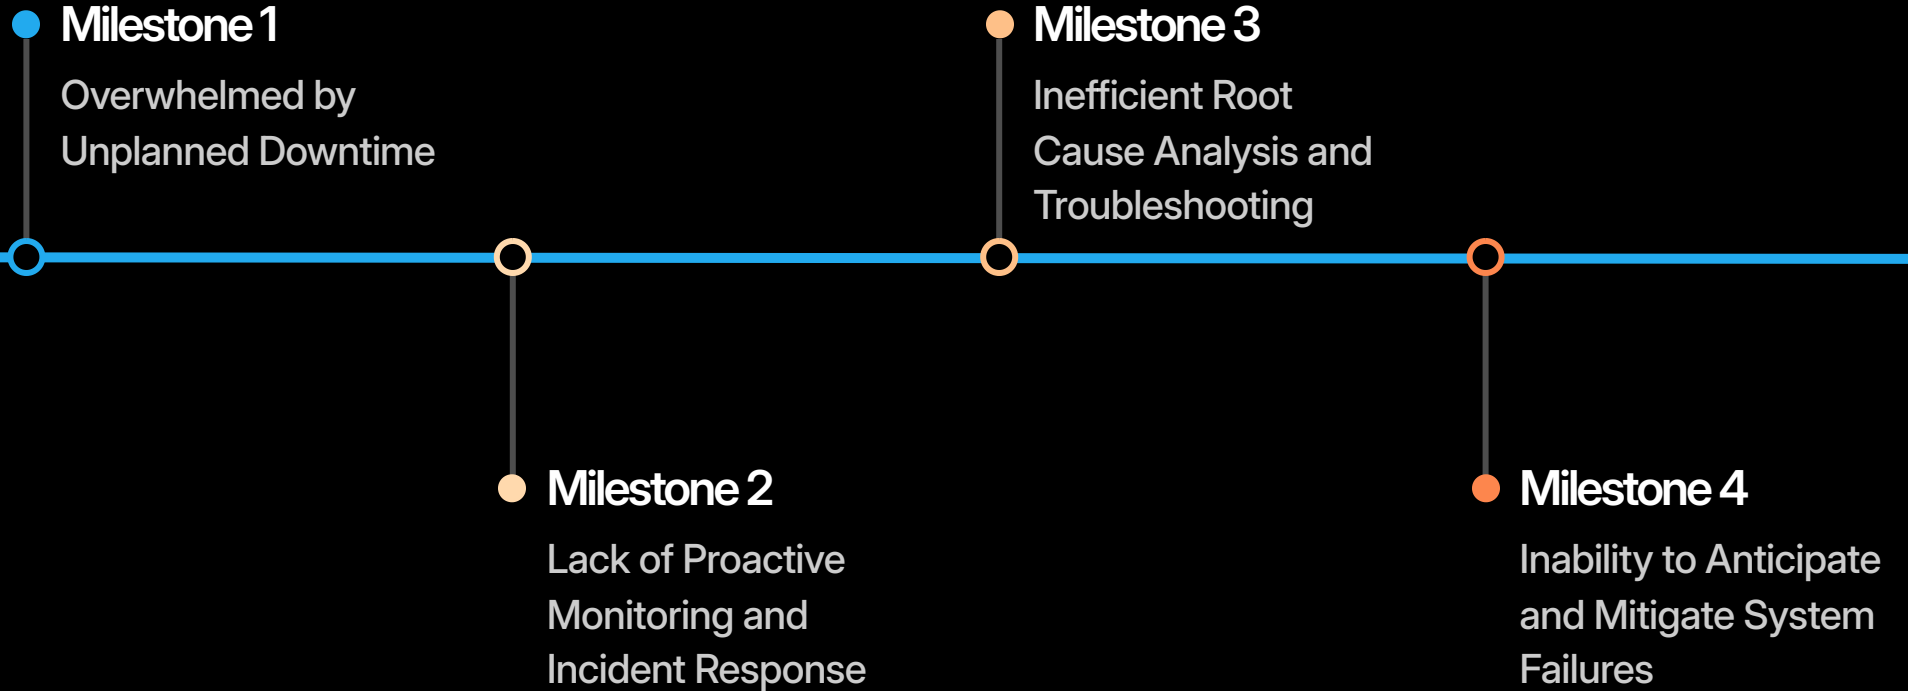 Milestone 1
Overwhelmed by
Unplanned Downtime
Milestone 2
Lack of Proactive
Monitoring and
Incident Response
Milestone 3
Inefficient Root
Cause Analysis and
Troubleshooting
Milestone 4
Inability to Anticipate
and Mitigate System
Failures